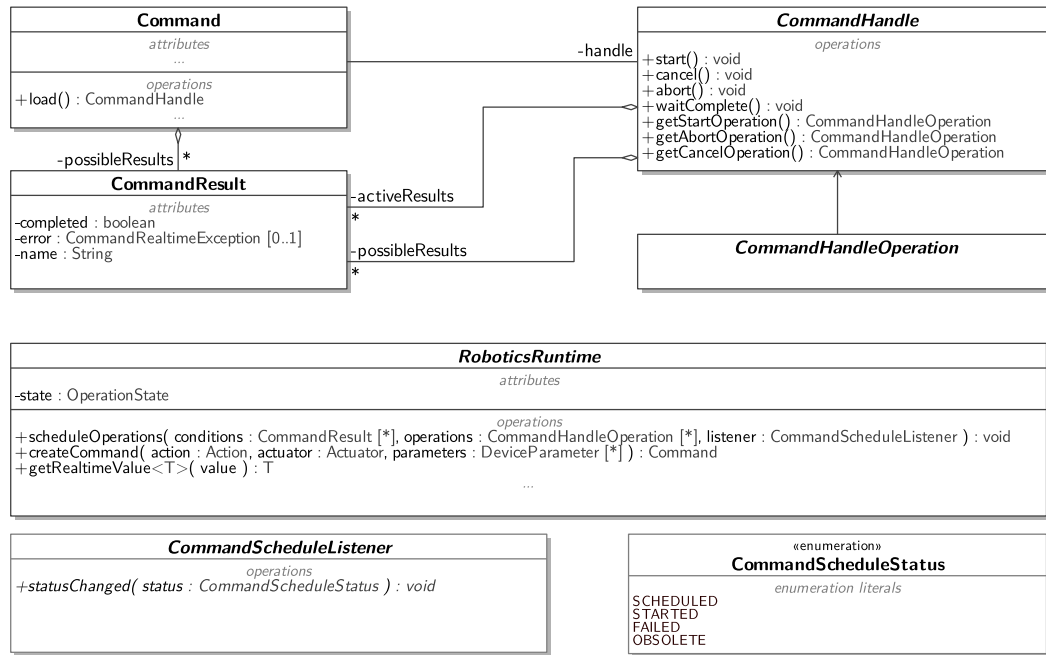 Command
attributes
...
operations
+load() : CommandHandle
...
-handle
CommandHandle
operations
+start() : void
+cancel() : void
+abort() : void
+waitComplete() : void
+getStartOperation() : CommandHandleOperation
+getAbortOperation() : CommandHandleOperation
+getCancelOperation() : CommandHandleOperation
-possibleResults *
CommandResult
attributes
-completed : boolean
-error : CommandRealtimeException [0..1]
-name : String
-activeResults
*
-possibleResults
*
CommandHandleOperation
RoboticsRuntime
attributes
-state : OperationState
operations
+scheduleOperations( conditions : CommandResult [*], operations : CommandHandleOperation [*], listener : CommandScheduleListener ) : void
+createCommand( action : Action, actuator : Actuator, parameters : DeviceParameter [*] ) : Command
+getRealtimeValue<T>( value ) : T
...
CommandScheduleListener
operations
+statusChanged( status : CommandScheduleStatus ) : void
«enumeration»
CommandScheduleStatus
enumeration literals
SCHEDULED
STARTED
FAILED
OBSOLETE